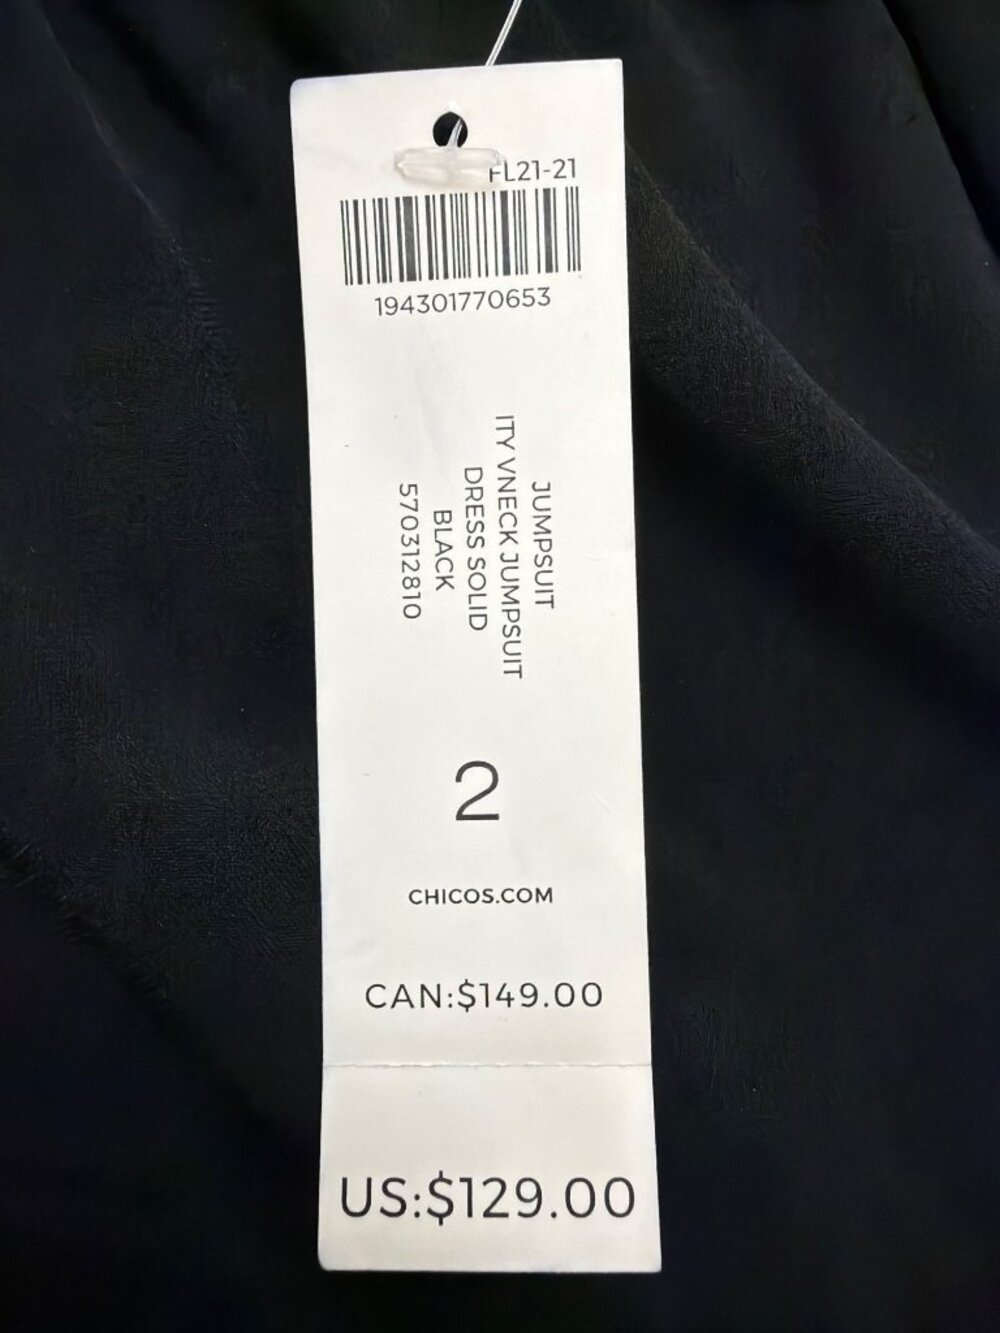 FL21-21
194301770653
JUMPSUIT
ITY VNECK JUMPSUIT
DRESS SOLID
BLACK
570312810
2
CHICOS.COM
CAN:$149.00
US:$129.00